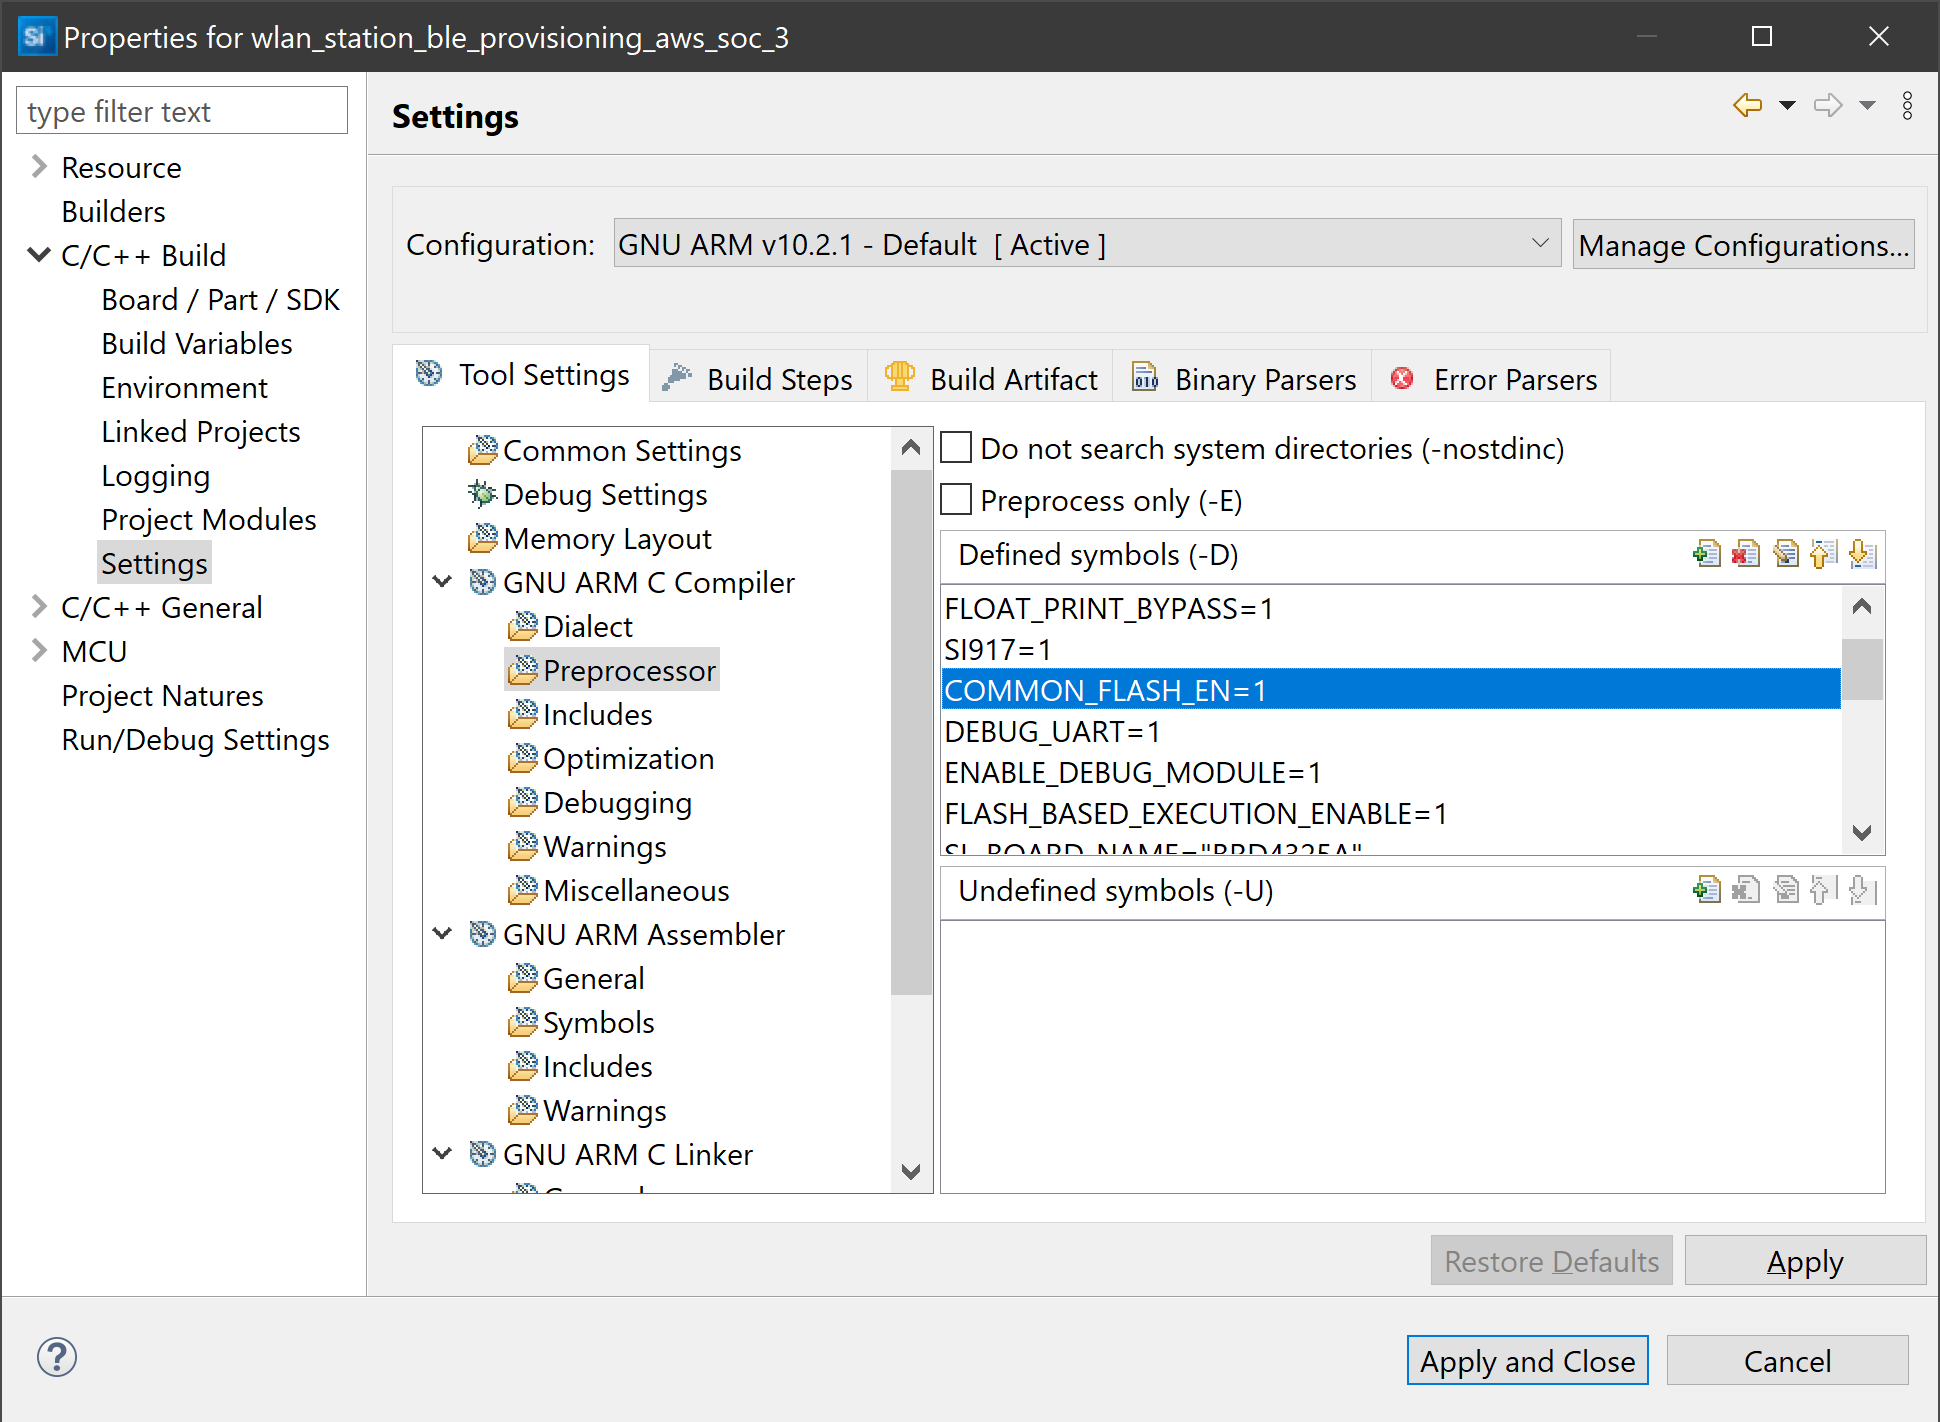 Si
Properties for wlan_station_ble_provisioning_aws_soc_3
type filter text
Resource
Builders
C/C++ Build
Board / Part / SDK
Build Variables
Environment
Linked Projects
Logging
Project Modules
Settings
C/C++ General
MCU
Project Natures
Run/Debug Settings
Settings
Configuration: GNU ARM v10.2.1 - Default [ Active ] Manage Configurations...
Tool Settings Build Steps Build Artifact 010 Binary Parsers Error Parsers
Common Settings
Debug Settings
Memory Layout
GNU ARM C Compiler
Dialect
Preprocessor
Includes
Optimization
Debugging
Warnings
Miscellaneous
GNU ARM Assembler
General
Symbols
Includes
Warnings
GNU ARM C Linker
Do not search system directories (-nostdinc)
Preprocess only (-E)
Defined symbols (-D)
FLOAT_PRINT_BYPASS=1
SI917=1
COMMON_FLASH_EN=1
DEBUG_UART=1
ENABLE_DEBUG_MODULE=1
FLASH_BASED_EXECUTION_ENABLE=1
SL_BOARD_NAME="BRD4325A"
Undefined symbols (-U)
Restore Defaults Apply
? Apply and Close Cancel